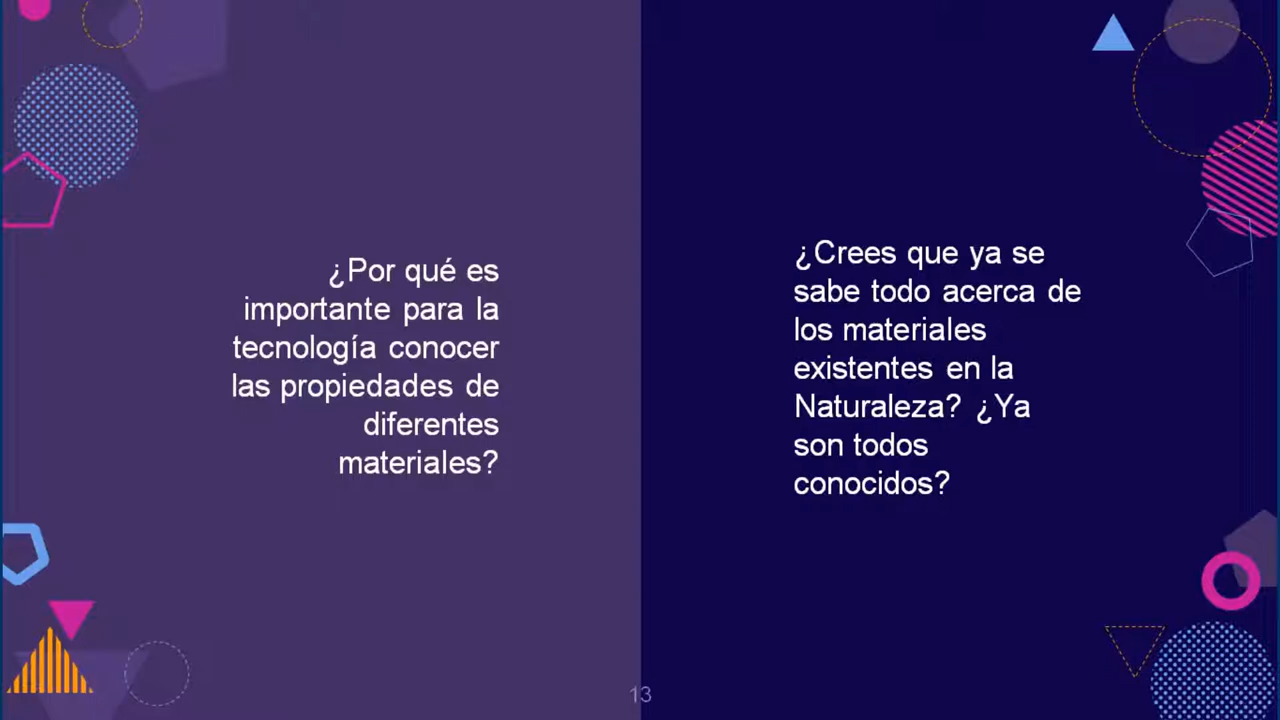 ¿Por qué es
importante para la
tecnología conocer
las propiedades de
diferentes
materiales?
¿Crees que ya se
sabe todo acerca de
los materiales
existentes en la
Naturaleza? ¿Ya
son todos
conocidos?
13